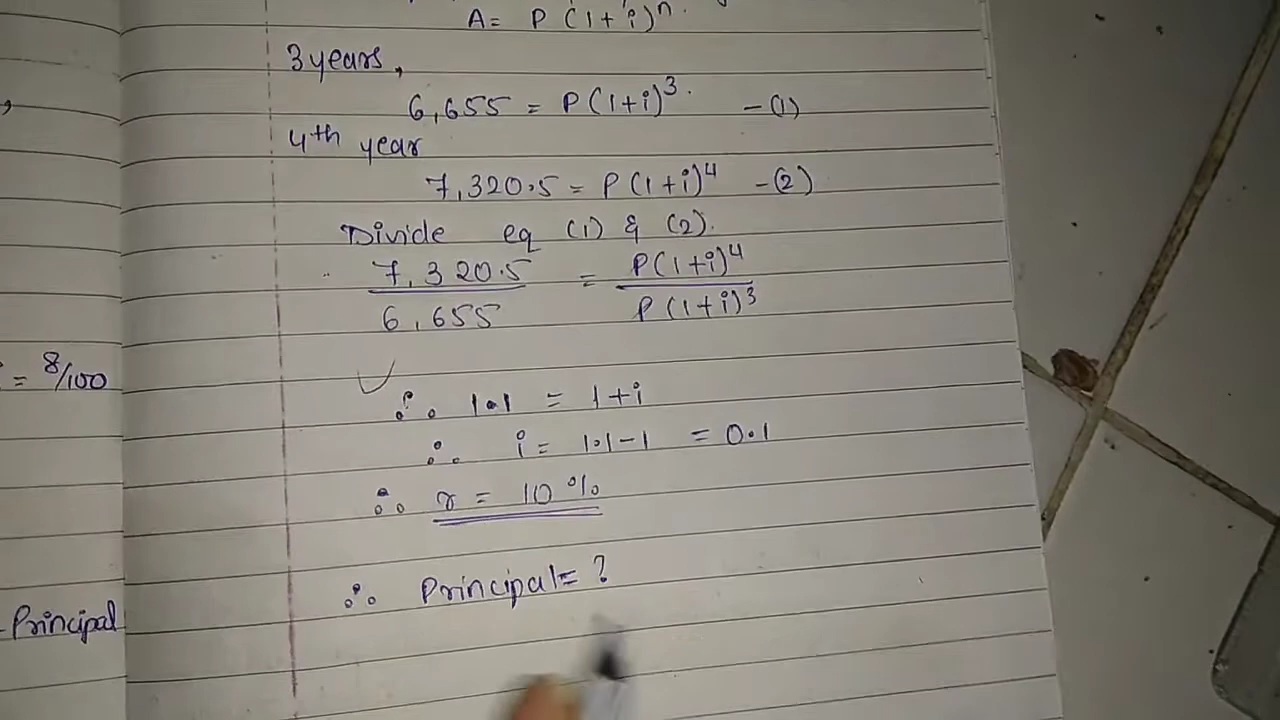 A = P (1 + i)^n.
3 years,
6,655 = P(1+i)^3. - (1)
4th year
7,320.5 = P(1+i)^4 - (2)
Divide eq (1) & (2).
7,320.5 = P(1+i)^4
6,655 P(1+i)^3
∴ 1.1 = 1+i
∴ i = 1.1-1 = 0.1
∴ r = 10%
∴ Principal = ?
= 8/100
- Principal